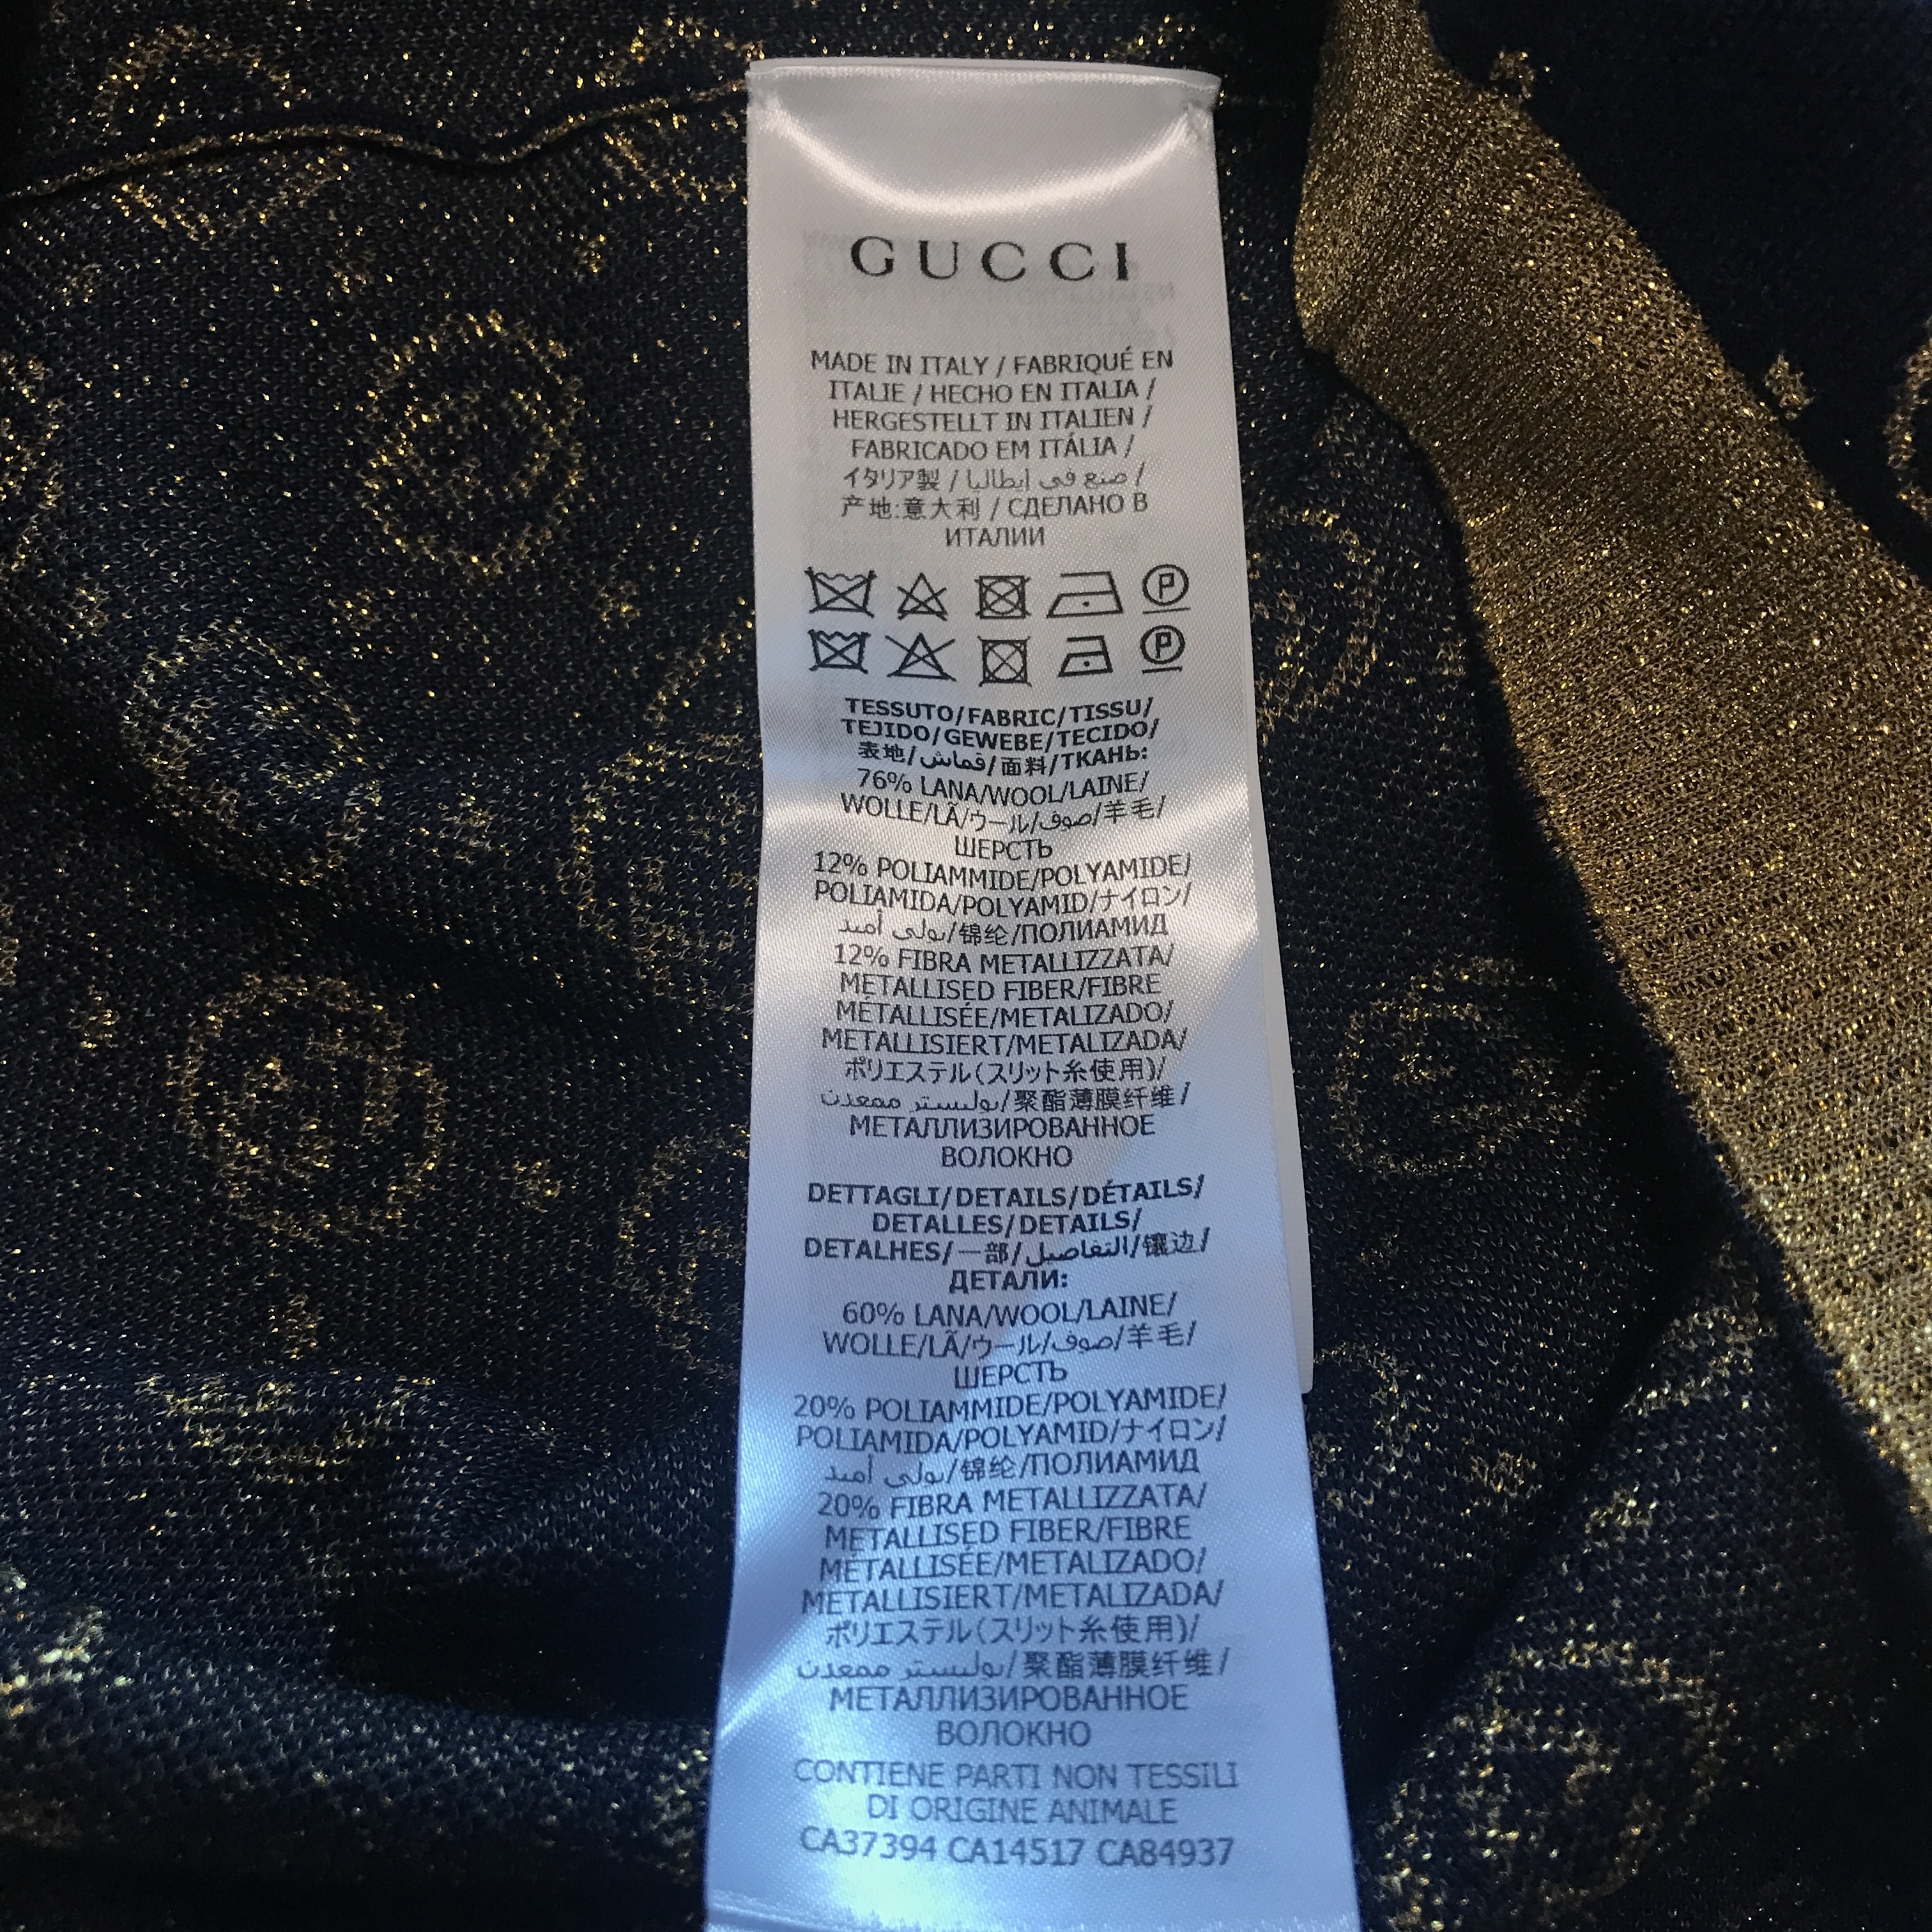 GUCCI
MADE IN ITALY / FABRIQUÉ EN
ITALIE / HECHO EN ITALIA /
HERGESTELLT IN ITALIEN /
FABRICADO EM ITÁLIA /
イタリア製 / صنع في إيطاليا /
产地:意大利 / СДЕЛАНО В
ИТАЛИИ
P
P
TESSUTO/FABRIC/TISSU/
TEJIDO/GEWEBE/TECIDO/
表地/قماش/面料/ТКАНЬ:
76% LANA/WOOL/LAINE/
WOLLE/LÃ/ウール/صوف/羊毛/
ШЕРСТЬ
12% POLIAMMIDE/POLYAMIDE/
POLIAMIDA/POLYAMID/ナイロン/
بولي أميد/锦纶/ПОЛИАМИД
12% FIBRA METALLIZZATA/
METALLISED FIBER/FIBRE
MÉTALLISÉE/METALIZADO/
METALLISIERT/METALIZADA/
ポリエステル(スリット糸使用)/
بوليستر ممعدن/聚酯薄膜纤维/
МЕТАЛЛИЗИРОВАННОЕ
ВОЛОКНО
DETTAGLI/DETAILS/DÉTAILS/
DETALLES/DETAILS/
DETALHES/一部/التفاصيل/镶边/
ДЕТАЛИ:
60% LANA/WOOL/LAINE/
WOLLE/LÃ/ウール/صوف/羊毛/
ШЕРСТЬ
20% POLIAMMIDE/POLYAMIDE/
POLIAMIDA/POLYAMID/ナイロン/
بولي أميد/锦纶/ПОЛИАМИД
20% FIBRA METALLIZZATA/
METALLISED FIBER/FIBRE
MÉTALLISÉE/METALIZADO/
METALLISIERT/METALIZADA/
ポリエステル(スリット糸使用)/
بوليستر ممعدن/聚酯薄膜纤维/
МЕТАЛЛИЗИРОВАННОЕ
ВОЛОКНО
CONTIENE PARTI NON TESSILI
DI ORIGINE ANIMALE
CA37394 CA14517 CA84937